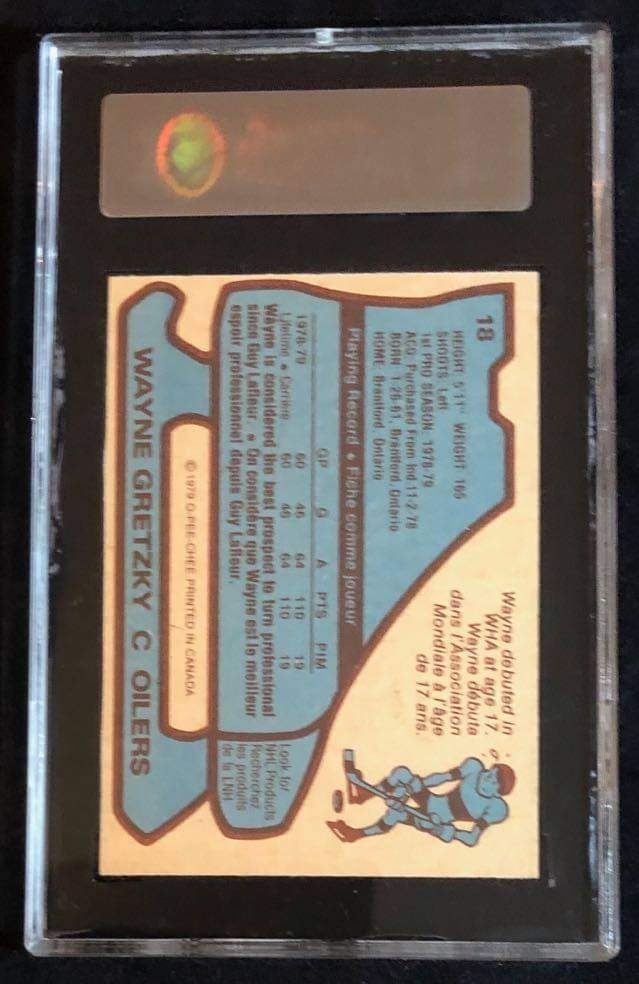 18
HEIGHT 5'11" WEIGHT 165
SHOOTS Left
1st PRO SEASON 1978-79
ACQ Purchased From Ind 11-2-78
BORN 1-26-61, Brantford Ontario
HOME Brantford, Ontario
Wayne debuted in
WHA at age 17.
Wayne débuta
dans l'Association
Mondiale à l'âge
de 17 ans.
Playing Record • Fiche comme joueur
GP G A PTS PIM
1978-79 60 46 64 110 19
Lifetime • Carrière 60 46 64 110 19
Wayne is considered the best prospect to turn professional
since Guy Lafleur. • On considère que Wayne est le meilleur
espoir professionnel depuis Guy Lafleur.
Look for
NHL Products
Recherchez
les produits
de la LNH
© 1979 O-PEE-CHEE PRINTED IN CANADA
WAYNE GRETZKY C OILERS